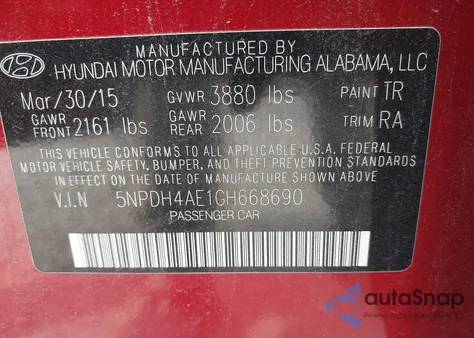 MANUFACTURED BY
HYUNDAI MOTOR MANUFACTURING ALABAMA, LLC
Mar/30/15 GVWR 3880 lbs PAINT TR
GAWR FRONT 2161 lbs GAWR REAR 2006 lbs TRIM RA
THIS VEHICLE CONFORMS TO ALL APPLICABLE U.S.A. FEDERAL
MOTOR VEHICLE SAFETY, BUMPER, AND THEFT PREVENTION
STANDARDS IN EFFECT ON THE DATE OF MANUFACTURE SHOWN ABOVE.
V.I.N 5NPDH4AE1GH668690
PASSENGER CAR
autoSnap